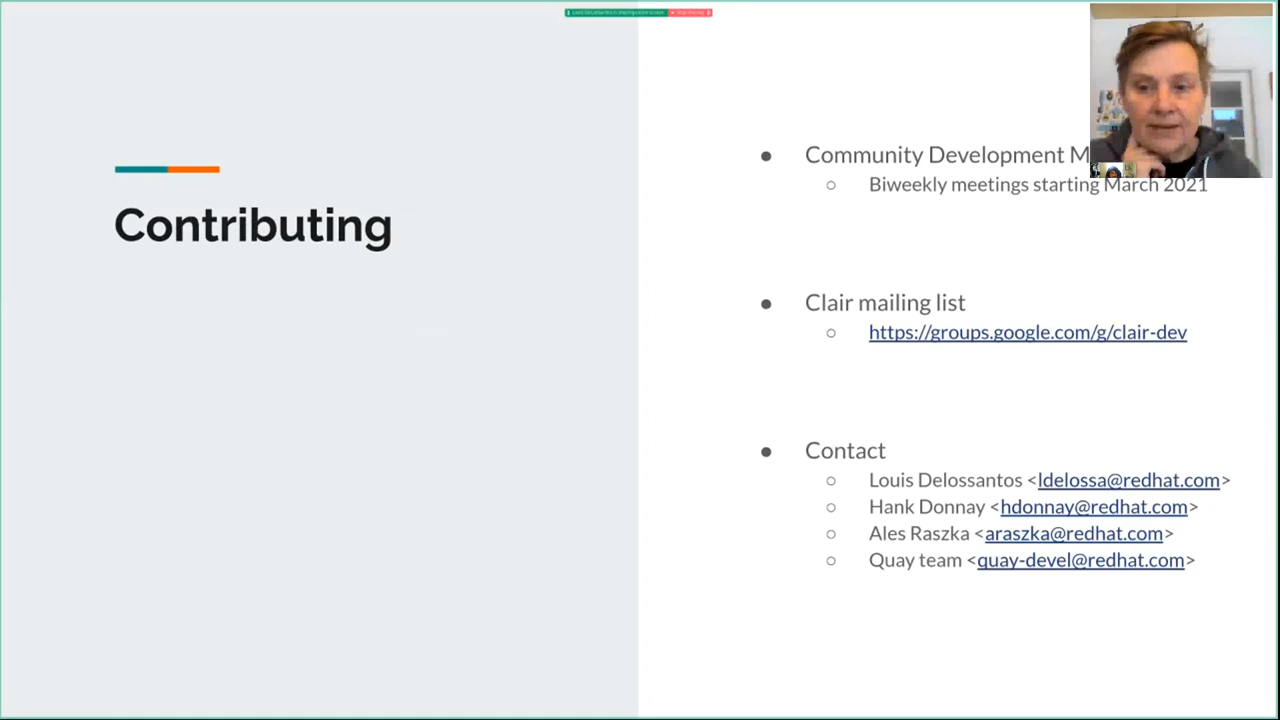 Contributing
Community Development M
Biweekly meetings starting March 2021
Clair mailing list
https://groups.google.com/g/clair-dev
Contact
Louis Delossantos <ldelossa@redhat.com>
Hank Donnay <hdonnay@redhat.com>
Ales Raszka <araszka@redhat.com>
Quay team <quay-devel@redhat.com>